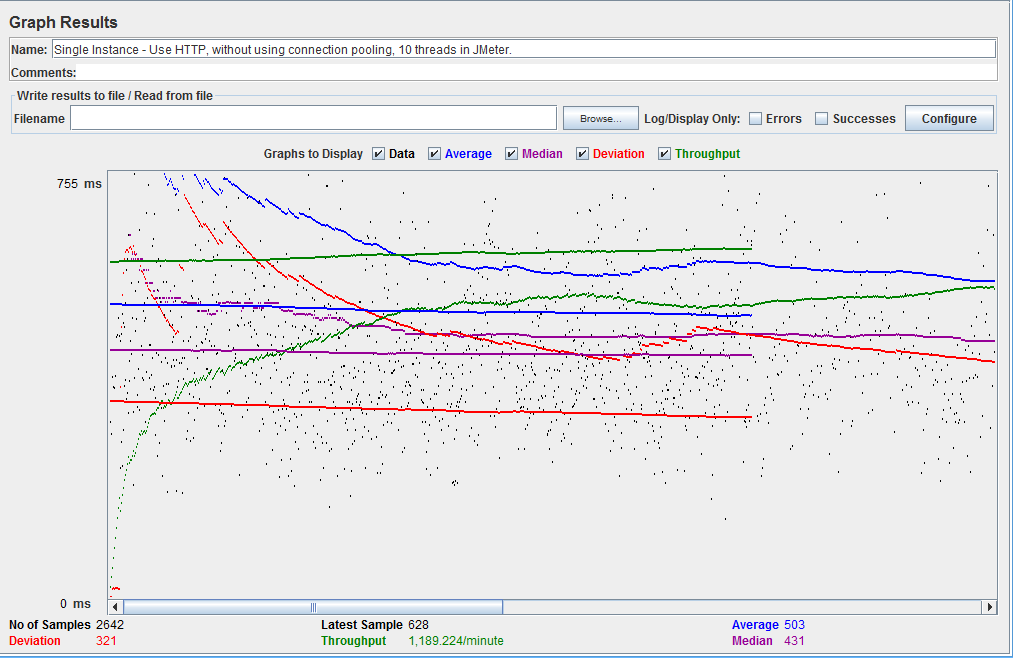 Graph Results
Name: Single Instance - Use HTTP, without using connection pooling, 10 threads in JMeter.
Comments:
Write results to file / Read from file
Filename Browse... Log/Display Only: Errors Successes Configure
Graphs to Display Data Average Median Deviation Throughput
755 ms
0 ms
No of Samples 2642 Latest Sample 628 Average 503
Deviation 321 Throughput 1,189.224/minute Median 431